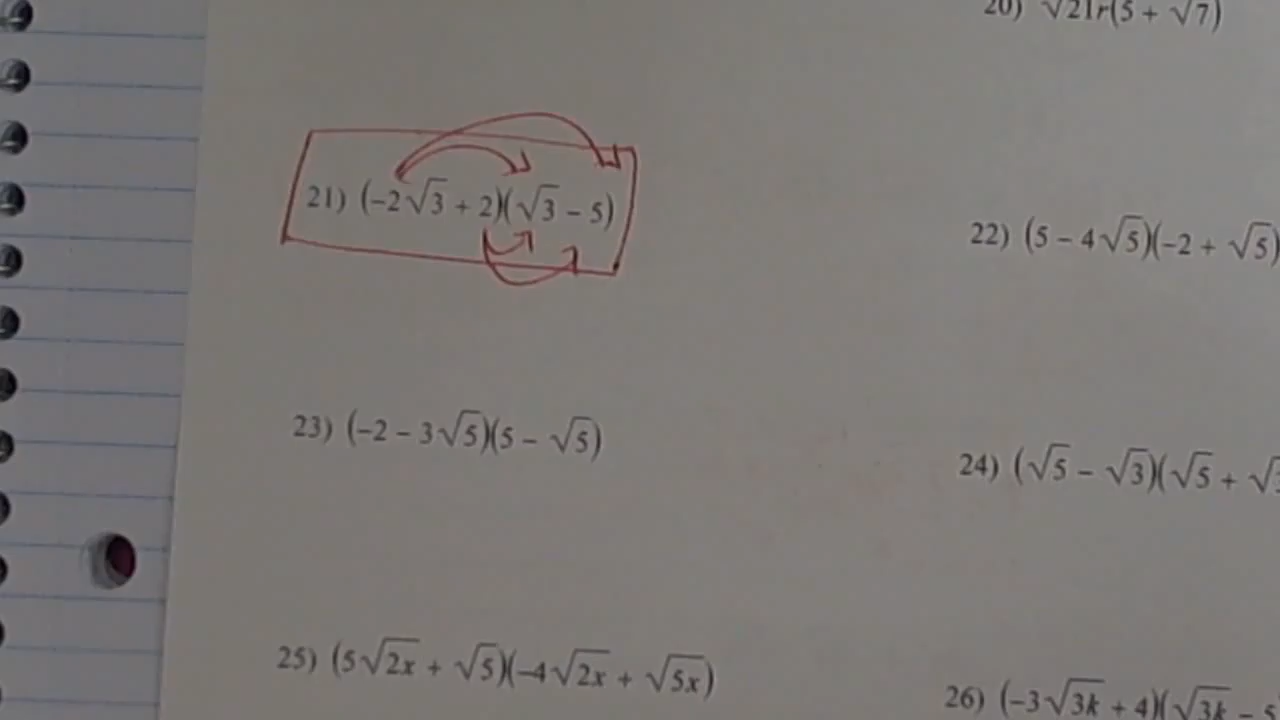 20) √21r(5 + √7)
21) (-2√3 + 2)(√3 - 5)
22) (5 - 4√5)(-2 + √5)
23) (-2 - 3√5)(5 - √5)
24) (√5 - √3)(√5 + √3
25) (5√2x + √5)(-4√2x + √5x)
26) (-3√3k + 4)(√3k - 5